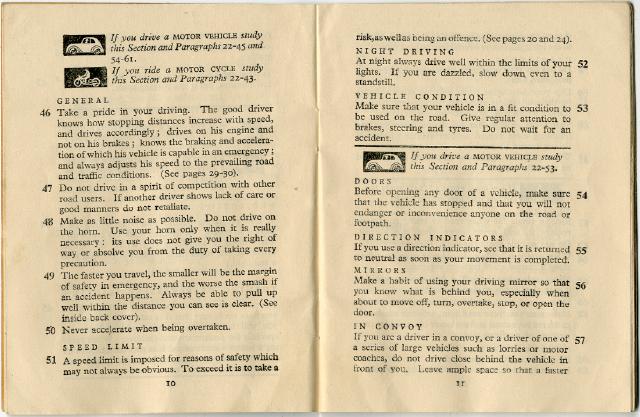 If you drive a MOTOR VEHICLE study
this Section and Paragraphs 22-45 and
54-61.
If you ride a MOTOR CYCLE study
this Section and Paragraphs 22-43.
GENERAL
46 Take a pride in your driving. The good driver
knows how stopping distances increase with speed,
and drives accordingly; drives on his engine and
not on his brakes; knows the braking and accelera-
tion of which his vehicle is capable in an emergency;
and always adjusts his speed to the prevailing road
and traffic conditions. (See pages 29-30).
47 Do not drive in a spirit of competition with other
road users. If another driver shows lack of care or
good manners do not retaliate.
48 Make as little noise as possible. Do not drive on
the horn. Use your horn only when it is really
necessary: its use does not give you the right of
way or absolve you from the duty of taking every
precaution.
49 The faster you travel, the smaller will be the margin
of safety in emergency, and the worse the smash if
an accident happens. Always be able to pull up
well within the distance you can see is clear. (See
inside back cover).
50 Never accelerate when being overtaken.
SPEED LIMIT
51 A speed limit is imposed for reasons of safety which
may not always be obvious. To exceed it is to take a
10
risk, as well as being an offence. (See pages 20 and 24).
NIGHT DRIVING
At night always drive well within the limits of your 52
lights. If you are dazzled, slow down even to a
standstill.
VEHICLE CONDITION
Make sure that your vehicle is in a fit condition to 53
be used on the road. Give regular attention to
brakes, steering and tyres. Do not wait for an
accident.
If you drive a MOTOR VEHICLE study
this Section and Paragraphs 22-53.
DOORS
Before opening any door of a vehicle, make sure 54
that the vehicle has stopped and that you will not
endanger or inconvenience anyone on the road or
footpath.
DIRECTION INDICATORS
If you use a direction indicator, see that it is returned 55
to neutral as soon as your movement is completed.
MIRRORS
Make a habit of using your driving mirror so that 56
you know what is behind you, especially when
about to move off, turn, overtake, stop, or open the
door.
IN CONVOY
If you are a driver in a convoy, or a driver of one of 57
a series of large vehicles such as lorries or motor
coaches, do not drive close behind the vehicle in
front of you. Leave ample space so that a faster
11